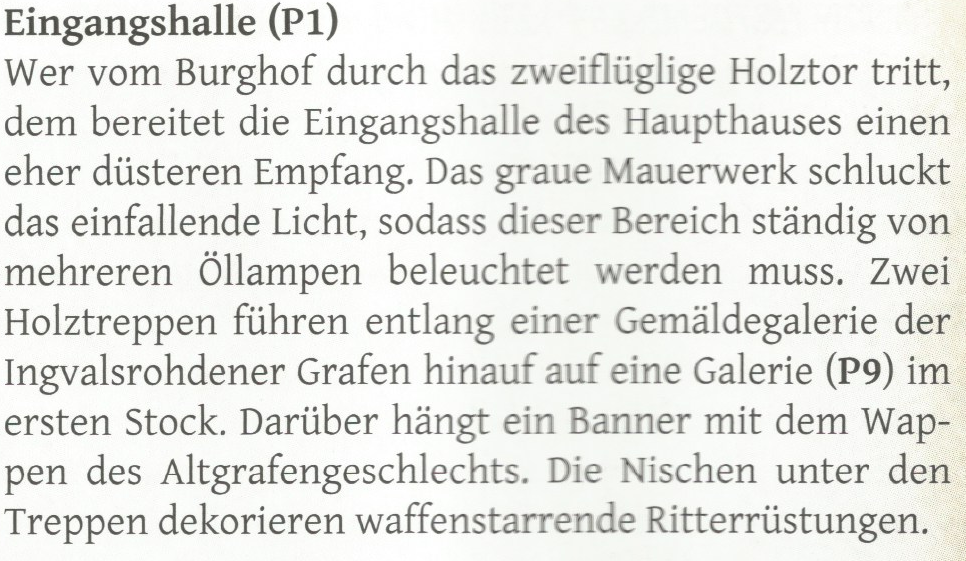 Eingangshalle (P1)
Wer vom Burghof durch das zweiflüglige Holztor tritt,
dem bereitet die Eingangshalle des Haupthauses einen
eher düsteren Empfang. Das graue Mauerwerk schluckt
das einfallende Licht, sodass dieser Bereich ständig von
mehreren Öllampen beleuchtet werden muss. Zwei
Holztreppen führen entlang einer Gemäldegalerie der
Ingvalsrohdener Grafen hinauf auf eine Galerie (P9) im
ersten Stock. Darüber hängt ein Banner mit dem Wap-
pen des Altgrafengeschlechts. Die Nischen unter den
Treppen dekorieren waffenstarrende Ritterrüstungen.